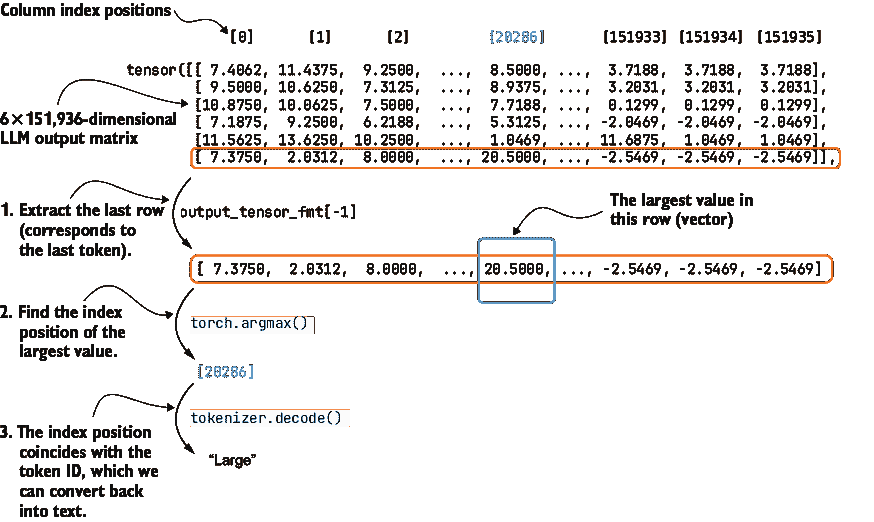 Column index positions
[0] [1] [2] [20286] [151933] [151934] [151935]
tensor([[ 7.4062, 11.4375, 9.2500, ..., 8.5000, ..., 3.7188, 3.7188, 3.7188],
[ 9.5000, 10.6250, 7.3125, ..., 8.9375, ..., 3.2031, 3.2031, 3.2031],
[10.8750, 10.0625, 7.5000, ..., 7.7188, ..., 0.1299, 0.1299, 0.1299],
[ 7.1875, 9.2500, 6.2188, ..., 5.3125, ..., -2.0469, -2.0469, -2.0469],
[11.5625, 13.6250, 10.2500, ..., 1.0469, ..., 11.6875, 1.0469, 1.0469],
[ 7.3750, 2.0312, 8.0000, ..., 20.5000, ..., -2.5469, -2.5469, -2.5469]],
6×151,936-dimensional
LLM output matrix
1. Extract the last row
(corresponds to
the last token).
output_tensor_fmt[-1]
The largest value in
this row (vector)
[ 7.3750, 2.0312, 8.0000, ..., 20.5000, ..., -2.5469, -2.5469, -2.5469]
2. Find the index
position of the
largest value.
torch.argmax()
[20286]
3. The index position
coincides with the
token ID, which we
can convert back
into text.
tokenizer.decode()
“Large”